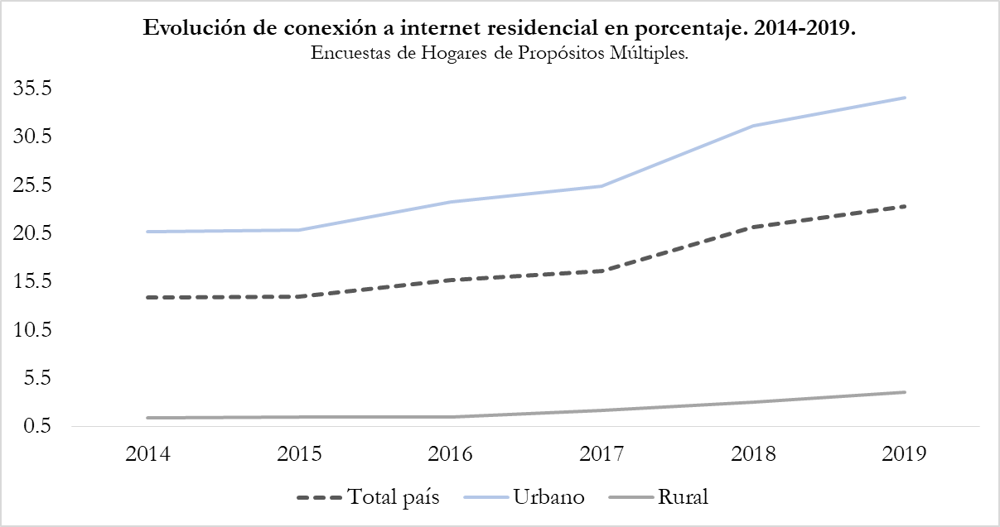 Evolución de conexión a internet residencial en porcentaje. 2014-2019.
Encuestas de Hogares de Propósitos Múltiples.
35.5
30.5
25.5
20.5
15.5
10.5
5.5
0.5
2014 2015 2016 2017 2018 2019
Total país Urbano Rural